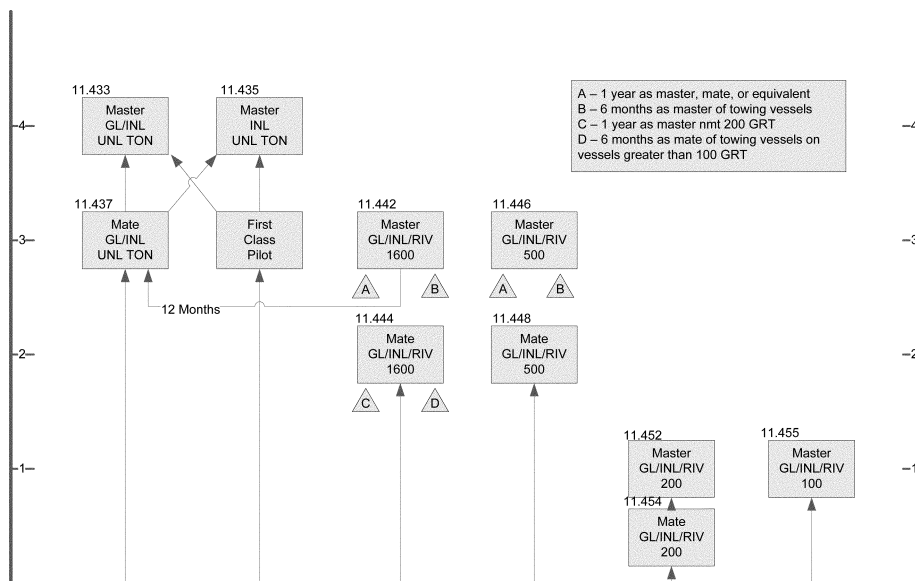 11.433
Master
GL/INL
UNL TON
11.435
Master
INL
UNL TON
A – 1 year as master, mate, or equivalent
B – 6 months as master of towing vessels
C – 1 year as master nmt 200 GRT
D – 6 months as mate of towing vessels on
vessels greater than 100 GRT
4
4
11.437
Mate
GL/INL
UNL TON
First
Class
Pilot
11.442
Master
GL/INL/RIV
1600
11.446
Master
GL/INL/RIV
500
3
3
A
B
A
B
12 Months
11.444
Mate
GL/INL/RIV
1600
11.448
Mate
GL/INL/RIV
500
2
2
C
D
11.452
Master
GL/INL/RIV
200
11.455
Master
GL/INL/RIV
100
1
1
11.454
Mate
GL/INL/RIV
200